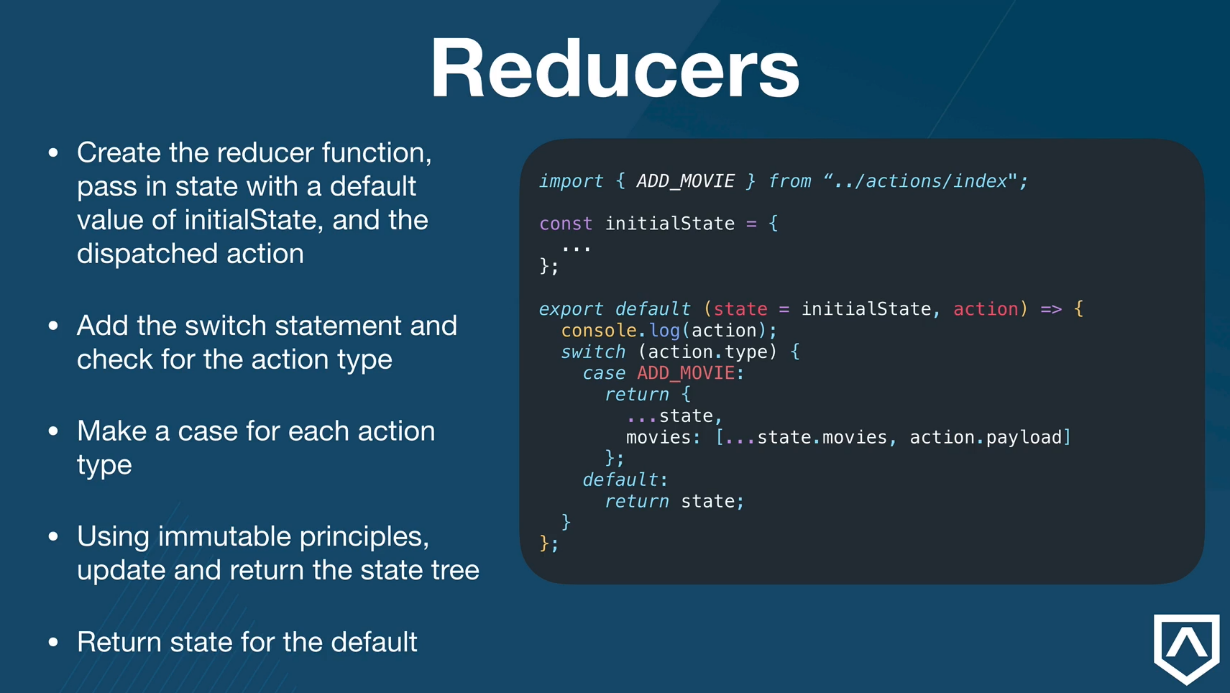 Reducers
• Create the reducer function,
pass in state with a default
value of initialState, and the
dispatched action
• Add the switch statement and
check for the action type
• Make a case for each action
type
• Using immutable principles,
update and return the state tree
• Return state for the default
import { ADD_MOVIE } from “../actions/index";
const initialState = {
  ...
};
export default (state = initialState, action) => {
  console.log(action);
  switch (action.type) {
    case ADD_MOVIE:
      return {
        ...state,
        movies: [...state.movies, action.payload]
      };
    default:
      return state;
  }
};